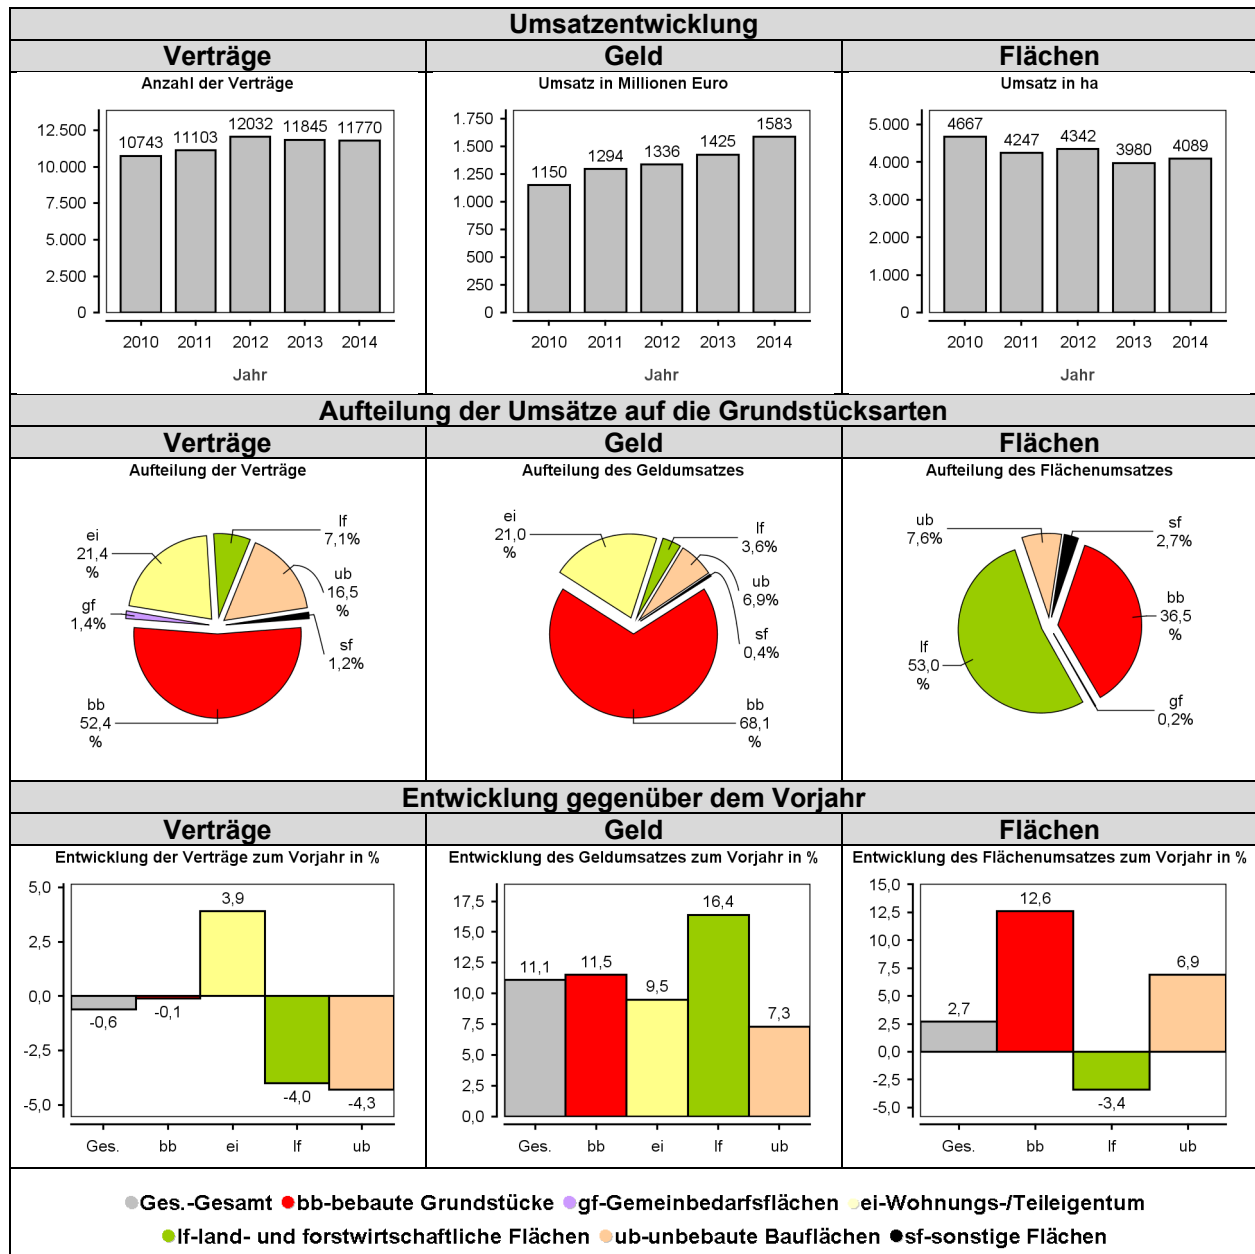 Umsatzentwicklung
Verträge Geld Flächen
Anzahl der Verträge
12.500
10.000
7.500
5.000
2.500
0
10743 11103 12032 11845 11770
2010 2011 2012 2013 2014
Jahr
Umsatz in Millionen Euro
1.750
1.500
1.250
1.000
750
500
250
0
1150 1294 1336 1425 1583
2010 2011 2012 2013 2014
Jahr
Umsatz in ha
5.000
4.000
3.000
2.000
1.000
0
4667 4247 4342 3980 4089
2010 2011 2012 2013 2014
Jahr
Aufteilung der Umsätze auf die Grundstücksarten
Verträge Geld Flächen
Aufteilung der Verträge
lf
7,1%
ei
21,4
%
ub
16,5
%
gf
1,4%
sf
1,2%
bb
52,4
%
Aufteilung des Geldumsatzes
ei
21,0
%
lf
3,6%
ub
6,9%
sf
0,4%
bb
68,1
%
Aufteilung des Flächenumsatzes
ub
7,6%
sf
2,7%
bb
36,5
%
lf
53,0
%
gf
0,2%
Entwicklung gegenüber dem Vorjahr
Verträge Geld Flächen
Entwicklung der Verträge zum Vorjahr in %
5,0
2,5
0,0
-2,5
-5,0
-0,6 -0,1 3,9 -4,0 -4,3
Ges. bb ei lf ub
Entwicklung des Geldumsatzes zum Vorjahr in %
17,5
15,0
12,5
10,0
7,5
5,0
2,5
0,0
11,1 11,5 9,5 16,4 7,3
Ges. bb ei lf ub
Entwicklung des Flächenumsatzes zum Vorjahr in %
15,0
12,5
10,0
7,5
5,0
2,5
0,0
-2,5
-5,0
2,7 12,6 -3,4 6,9
Ges. bb lf ub
Ges.-Gesamt bb-bebaute Grundstücke gf-Gemeinbedarfsflächen ei-Wohnungs-/Teileigentum
lf-land- und forstwirtschaftliche Flächen ub-unbebaute Bauflächen sf-sonstige Flächen